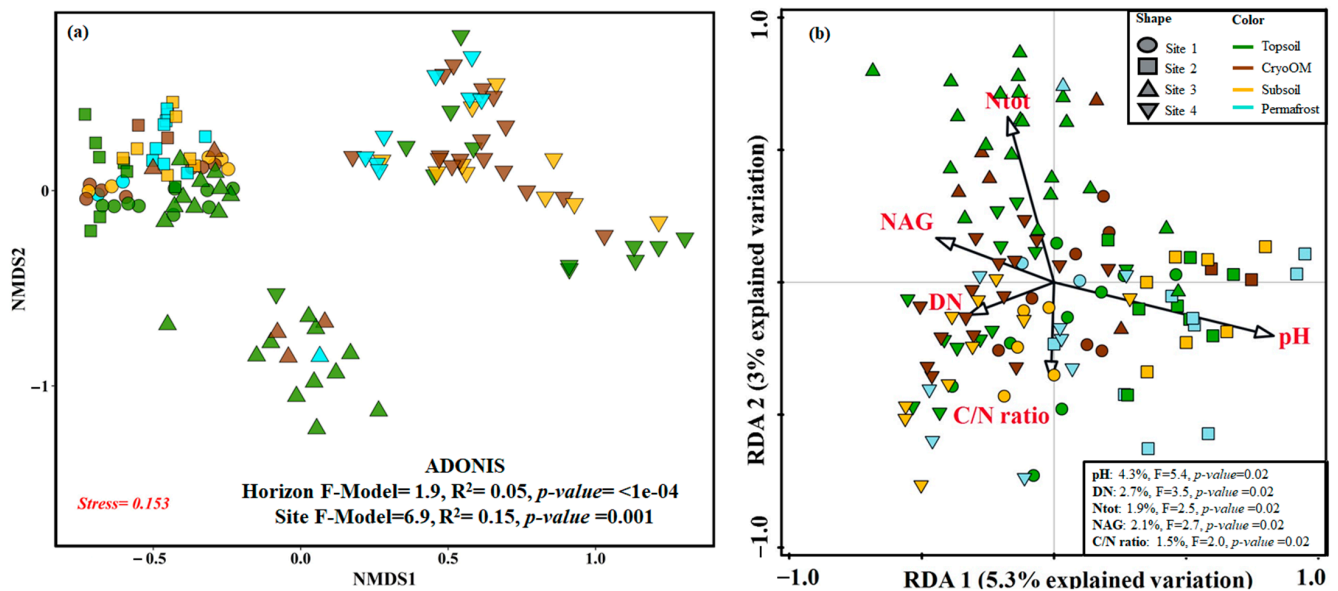 (a)
0
−1
NMDS2
−0.5
0.0
0.5
1.0
NMDS1
Stress= 0.153
ADONIS
Horizon F-Model= 1.9, R2= 0.05, p-value= <1e-04
Site F-Model=6.9, R2= 0.15, p-value =0.001
(b)
1.0
-1.0
RDA 2 (3% explained variation)
-1.0
1.0
RDA 1 (5.3% explained variation)
Shape Color
Site 1 Topsoil
Site 2 CryoOM
Site 3 Subsoil
Site 4 Permafrost
Ntot
NAG
DN
pH
C/N ratio
pH: 4.3%, F=5.4, p-value=0.02
DN: 2.7%, F=3.5, p-value =0.02
Ntot: 1.9%, F=2.5, p-value =0.02
NAG: 2.1%, F=2.7, p-value =0.02
C/N ratio: 1.5%, F=2.0, p-value =0.02